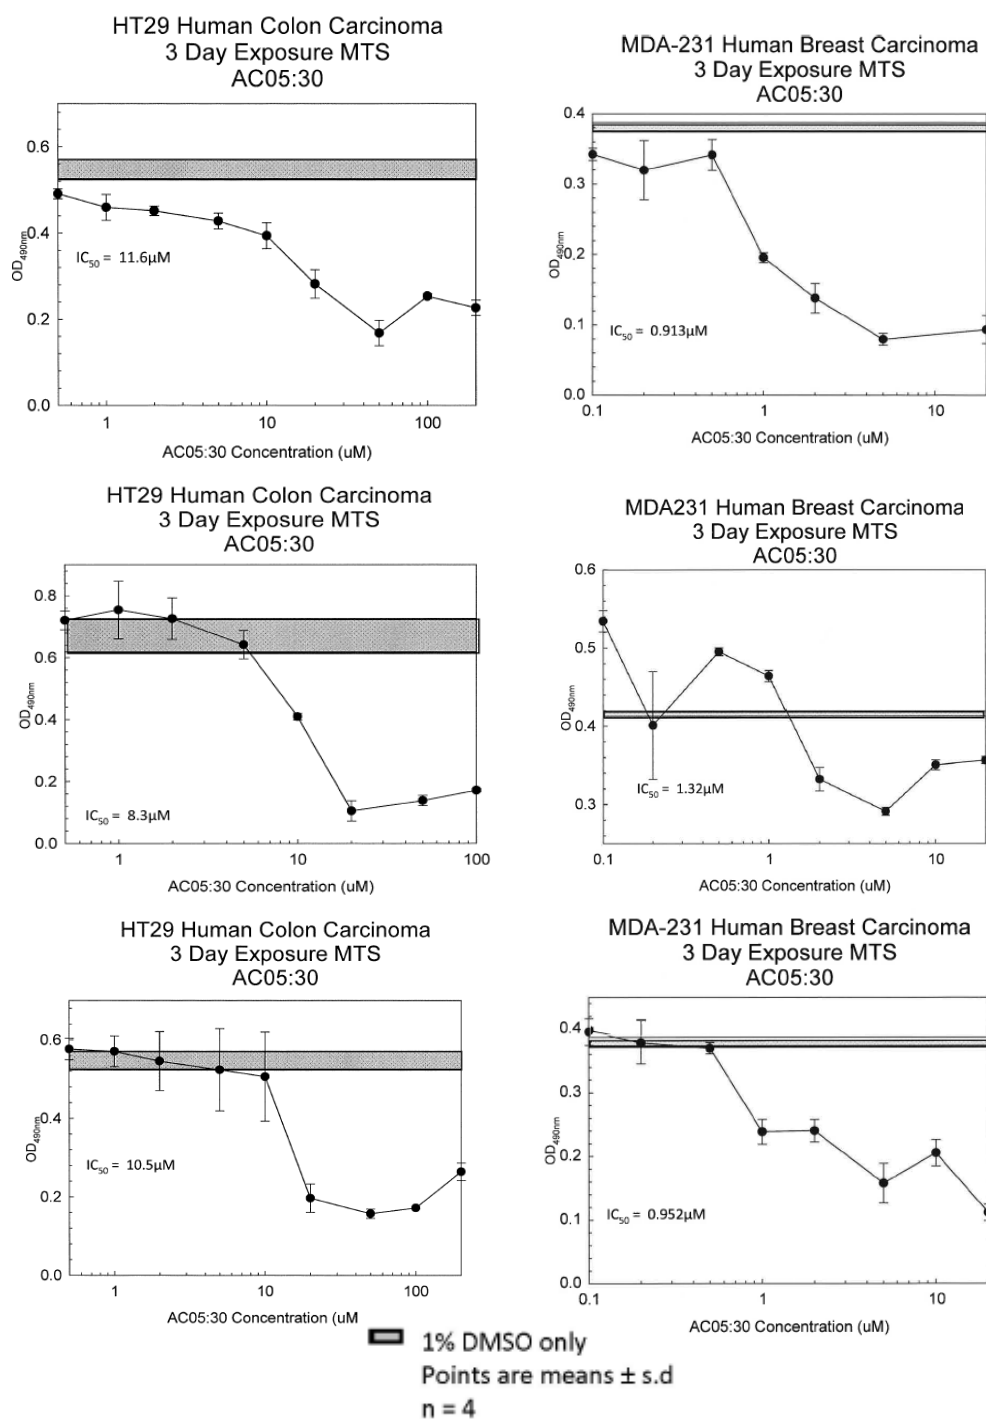 HT29 Human Colon Carcinoma
3 Day Exposure MTS
AC05:30
0.6
0.4
0.2
0.0
OD490nm
IC50 = 11.6µM
1
10
100
AC05:30 Concentration (uM)
MDA-231 Human Breast Carcinoma
3 Day Exposure MTS
AC05:30
0.4
0.3
0.2
0.1
0.0
OD490nm
IC50 = 0.913µM
0.1
1
10
AC05:30 Concentration (uM)
HT29 Human Colon Carcinoma
3 Day Exposure MTS
AC05:30
0.8
0.6
0.4
0.2
0.0
OD490nm
IC50 = 8.3µM
1
10
100
AC05:30 Concentration (uM)
MDA231 Human Breast Carcinoma
3 Day Exposure MTS
AC05:30
0.6
0.5
0.4
0.3
OD490nm
IC50 = 1.32µM
0.1
1
10
AC05:30 Concentration (uM)
HT29 Human Colon Carcinoma
3 Day Exposure MTS
AC05:30
0.6
0.4
0.2
0.0
OD490nm
IC50 = 10.5µM
1
10
100
AC05:30 Concentration (uM)
MDA-231 Human Breast Carcinoma
3 Day Exposure MTS
AC05:30
0.4
0.3
0.2
0.1
0.0
OD490nm
IC50 = 0.952µM
0.1
1
10
AC05:30 Concentration (uM)
1% DMSO only
Points are means ± s.d
n = 4